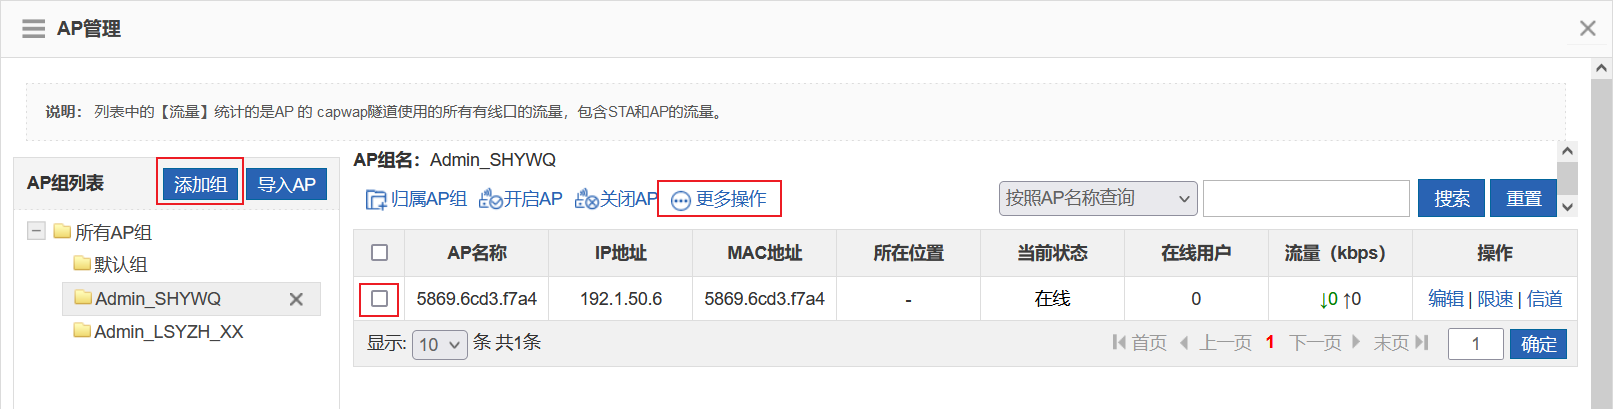 AP管理
说明： 列表中的【流量】统计的是AP 的 capwap隧道使用的所有有线口的流量，包含STA和AP的流量。
AP组列表 添加组 导入AP
所有AP组
默认组
Admin_SHYWQ
Admin_LSYZH_XX
AP组名：Admin_SHYWQ
归属AP组 开启AP 关闭AP 更多操作 按照AP名称查询 搜索 重置
AP名称 IP地址 MAC地址 所在位置 当前状态 在线用户 流量（kbps） 操作
5869.6cd3.f7a4 192.1.50.6 5869.6cd3.f7a4 - 在线 0 ↓0 ↑0 编辑 | 限速 | 信道
显示: 10 条 共1条 首页 上一页 1 下一页 末页 1 确定